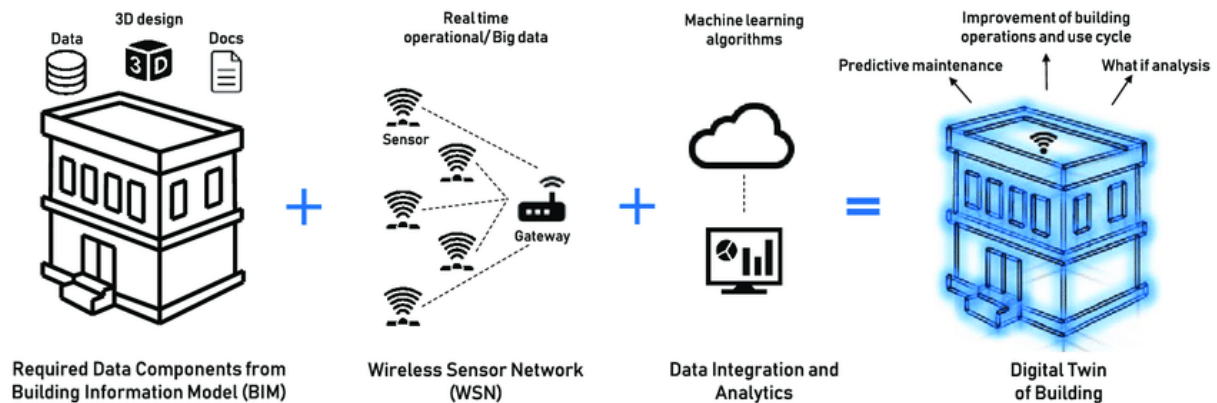 3D design
Data
Docs
3
D
Required Data Components from
Building Information Model (BIM)
Real time
operational/ Big data
Sensor
Gateway
Wireless Sensor Network
(WSN)
Machine learning
algorithms
Data Integration and
Analytics
Improvement of building
operations and use cycle
Predictive maintenance
What if analysis
Digital Twin
of Building